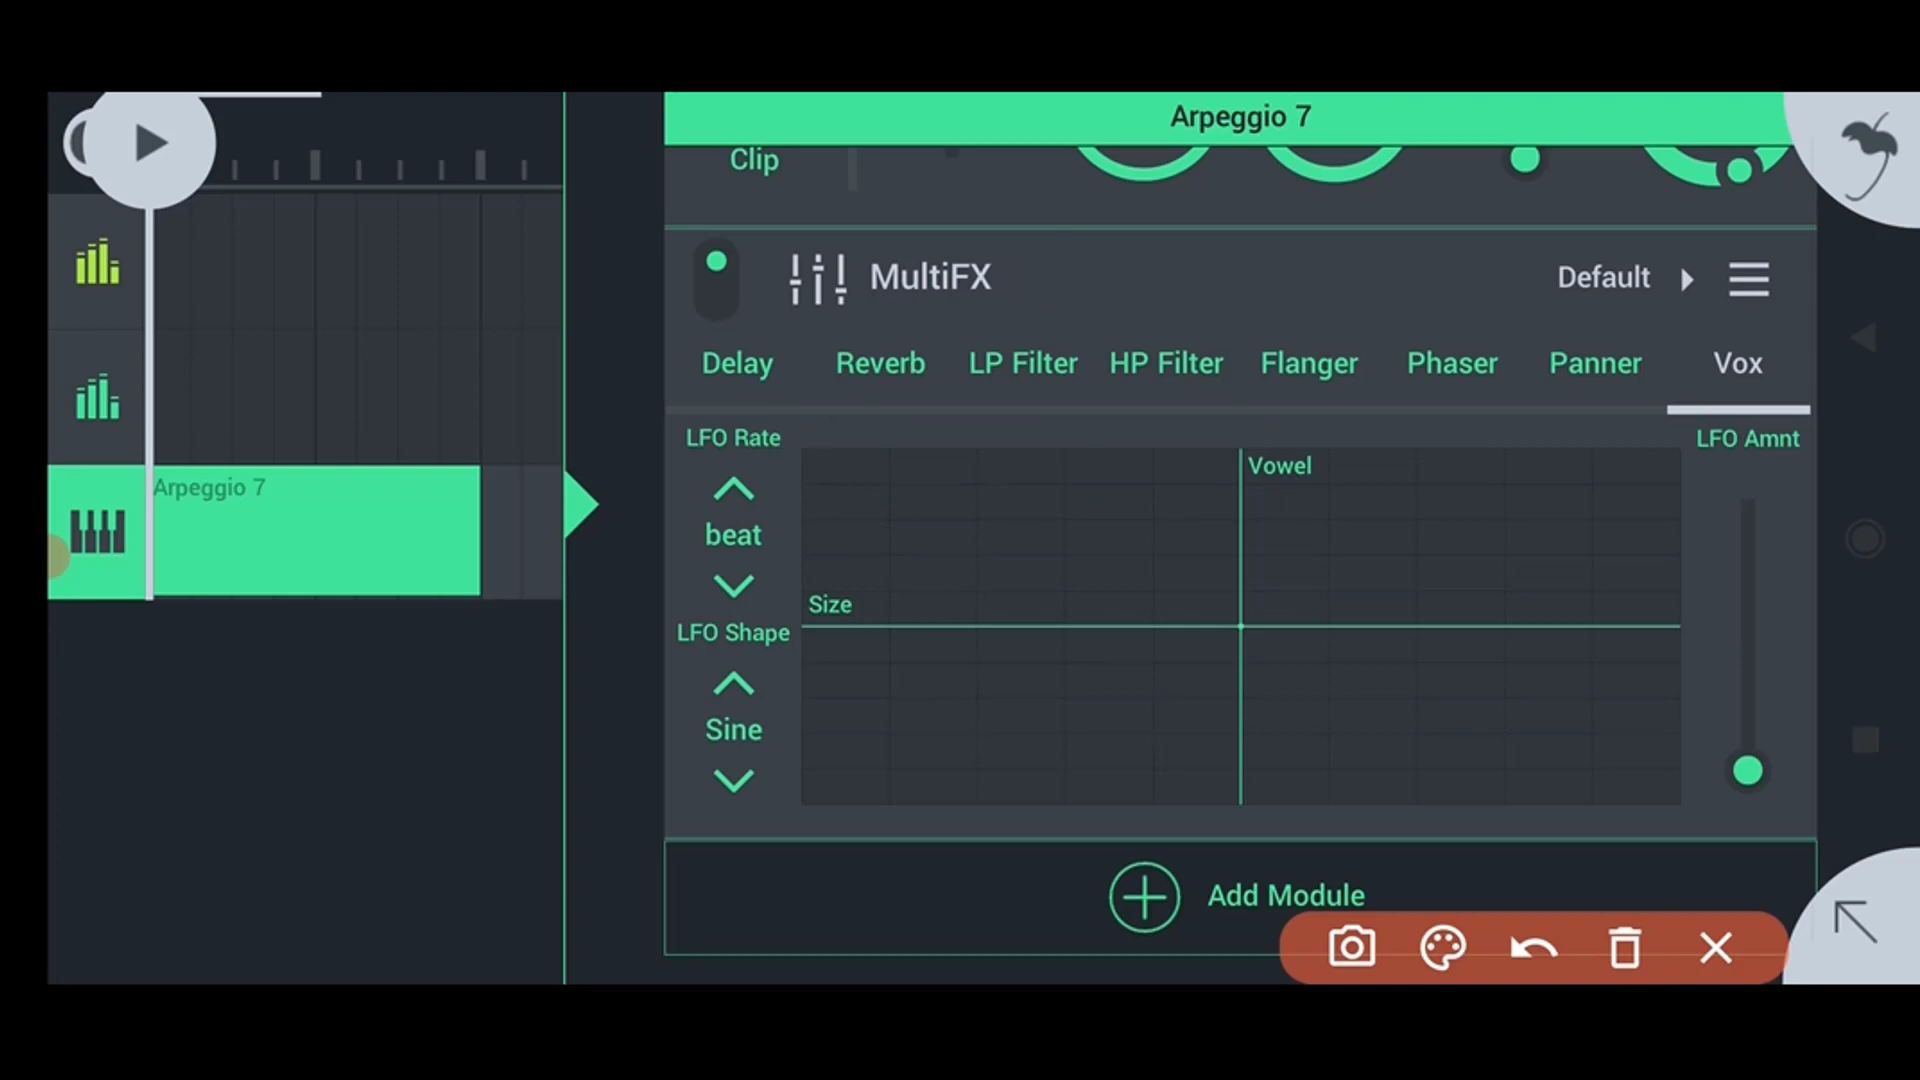 Arpeggio 7
Clip
MultiFX
Default
Delay Reverb LP Filter HP Filter Flanger Phaser Panner Vox
LFO Rate
LFO Amnt
Vowel
Arpeggio 7
beat
Size
LFO Shape
Sine
Add Module